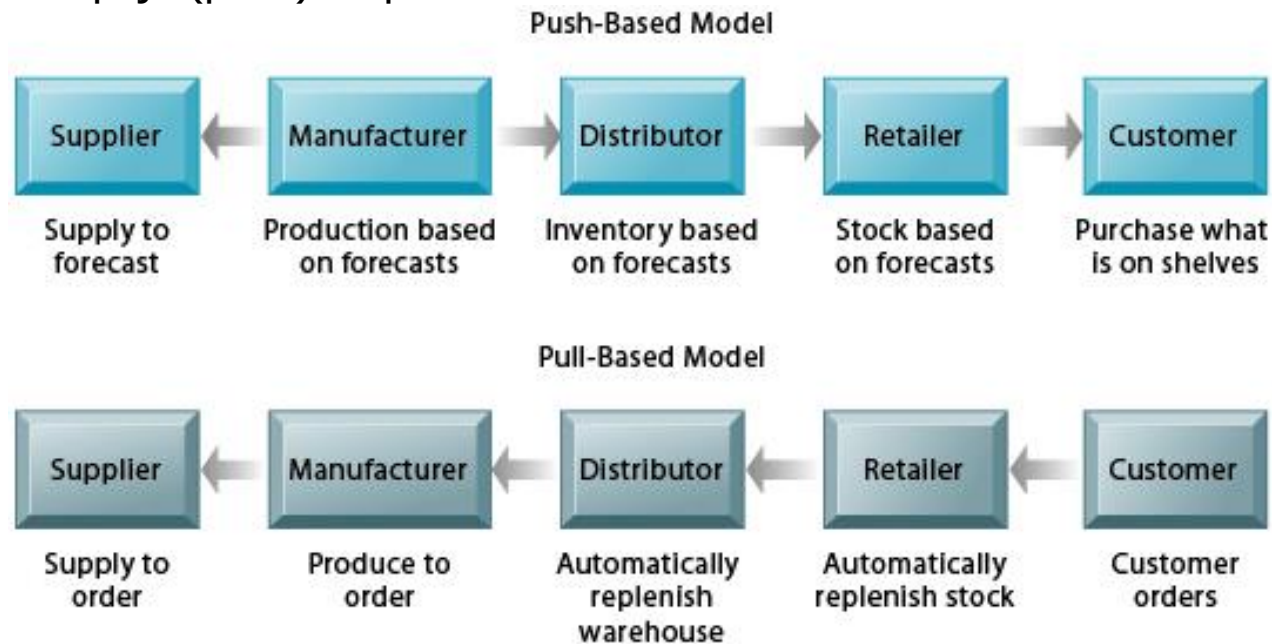 Push-Based Model
Supplier
Manufacturer
Distributor
Retailer
Customer
Supply to
forecast
Production based
on forecasts
Inventory based
on forecasts
Stock based
on forecasts
Purchase what
is on shelves
Pull-Based Model
Supplier
Manufacturer
Distributor
Retailer
Customer
Supply to
order
Produce to
order
Automatically
replenish
warehouse
Automatically
replenish stock
Customer
orders